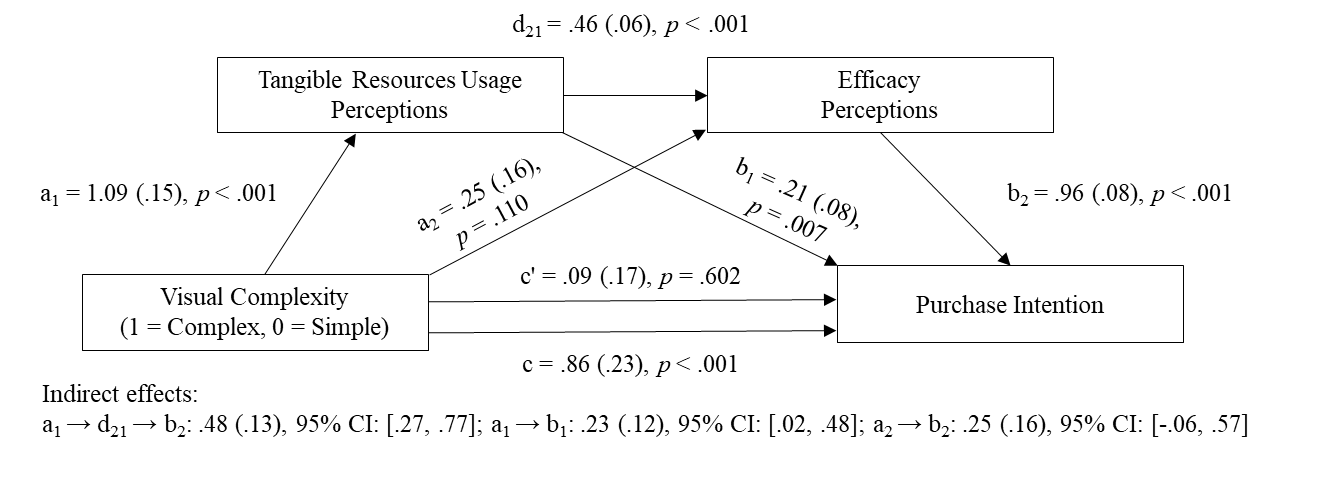 d₂₁ = .46 (.06), p < .001
Tangible Resources Usage
Perceptions
Efficacy
Perceptions
a₁ = 1.09 (.15), p < .001
a₂ = .25 (.16),
p = .110
b₁ = .21 (.08),
p = .007
b₂ = .96 (.08), p < .001
Visual Complexity
(1 = Complex, 0 = Simple)
c' = .09 (.17), p = .602
Purchase Intention
c = .86 (.23), p < .001
Indirect effects:
a₁ → d₂₁ → b₂: .48 (.13), 95% CI: [.27, .77]; a₁ → b₁: .23 (.12), 95% CI: [.02, .48]; a₂ → b₂: .25 (.16), 95% CI: [-.06, .57]